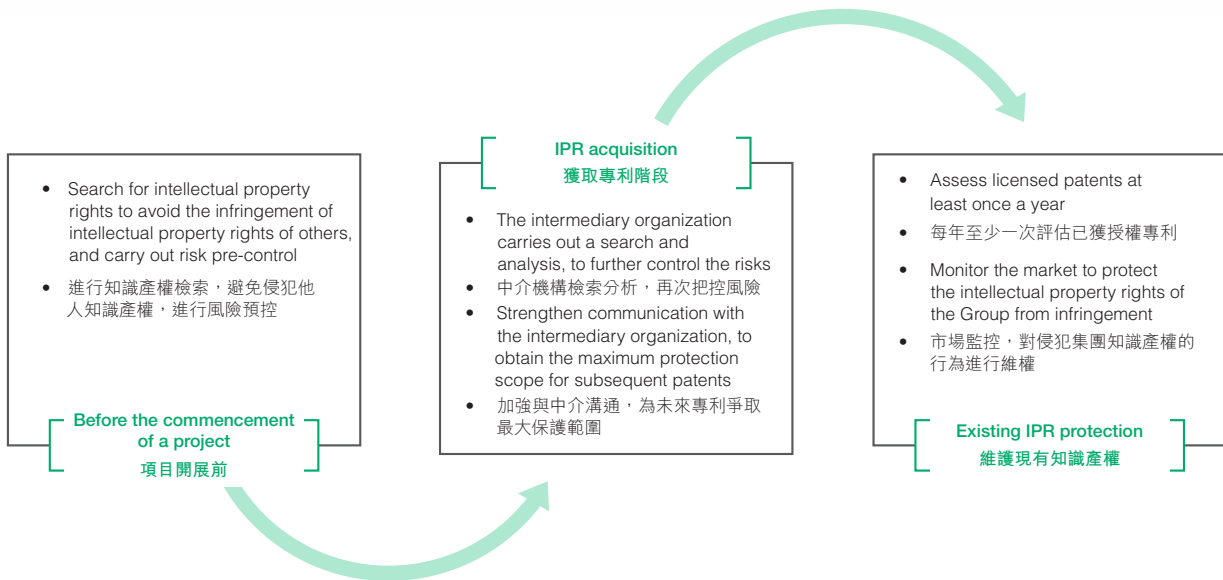 • Search for intellectual property
rights to avoid the infringement of
intellectual property rights of others,
and carry out risk pre-control
• 進行知識產權檢索，避免侵犯他
人知識產權，進行風險預控
Before the commencement
of a project
項目開展前
IPR acquisition
獲取專利階段
• The intermediary organization
carries out a search and
analysis, to further control the risks
• 中介機構檢索分析，再次把控風險
• Strengthen communication with
the intermediary organization, to
obtain the maximum protection
scope for subsequent patents
• 加強與中介溝通，為未來專利爭取
最大保護範圍
• Assess licensed patents at
least once a year
• 每年至少一次評估已獲授權專利
• Monitor the market to protect
the intellectual property rights of
the Group from infringement
• 市場監控，對侵犯集團知識產權的
行為進行維權
Existing IPR protection
維護現有知識產權